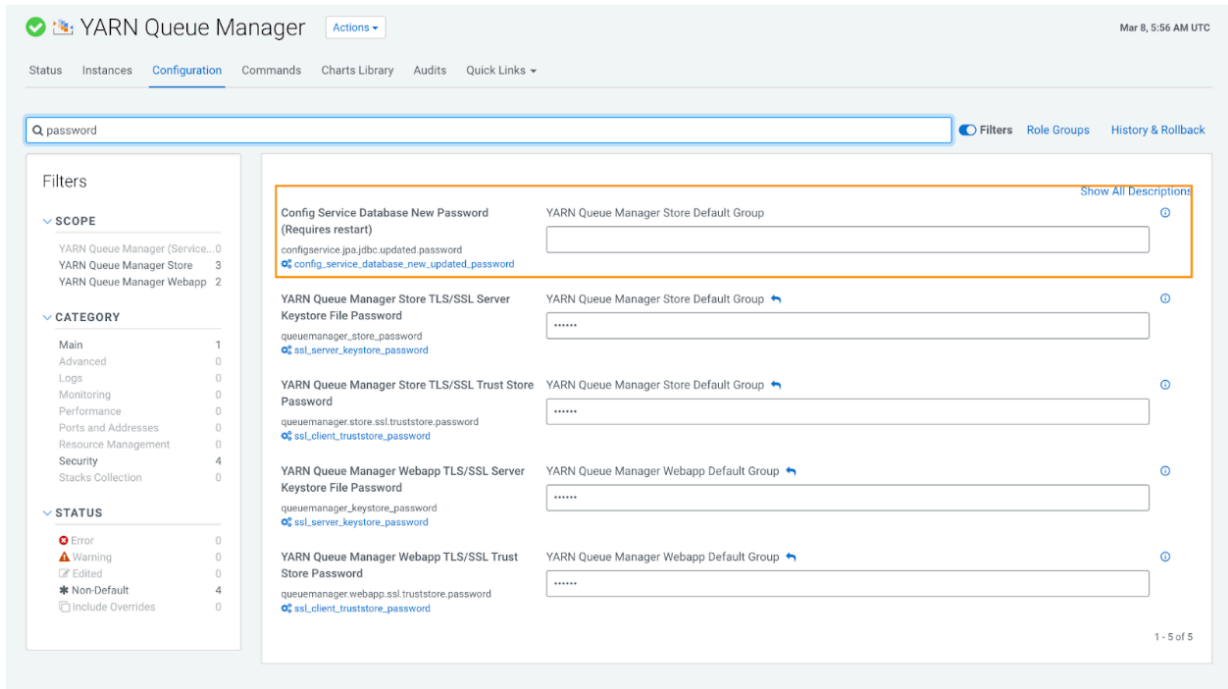 YARN Queue Manager Actions Mar 8, 5:56 AM UTC
Status Instances Configuration Commands Charts Library Audits Quick Links
password Filters Role Groups History & Rollback
Filters
SCOPE
YARN Queue Manager (Service... 0
YARN Queue Manager Store 3
YARN Queue Manager Webapp 2
CATEGORY
Main 1
Advanced 0
Logs 0
Monitoring 0
Performance 0
Ports and Addresses 0
Resource Management 0
Security 4
Stacks Collection 0
STATUS
Error 0
Warning 0
Edited 0
Non-Default 4
Include Overrides 0
Show All Descriptions
Config Service Database New Password YARN Queue Manager Store Default Group
(Requires restart)
configservice.jpa.jdbc.updated.password
config_service_database_new_updated_password
YARN Queue Manager Store TLS/SSL Server YARN Queue Manager Store Default Group
Keystore File Password
••••••
queuemanager_store_password
ssl_server_keystore_password
YARN Queue Manager Store TLS/SSL Trust Store YARN Queue Manager Store Default Group
Password
••••••
queuemanager.store.ssl.truststore.password
ssl_client_truststore_password
YARN Queue Manager Webapp TLS/SSL Server YARN Queue Manager Webapp Default Group
Keystore File Password
••••••
queuemanager_keystore_password
ssl_server_keystore_password
YARN Queue Manager Webapp TLS/SSL Trust YARN Queue Manager Webapp Default Group
Store Password
••••••
queuemanager.webapp.ssl.truststore.password
ssl_client_truststore_password
1 - 5 of 5